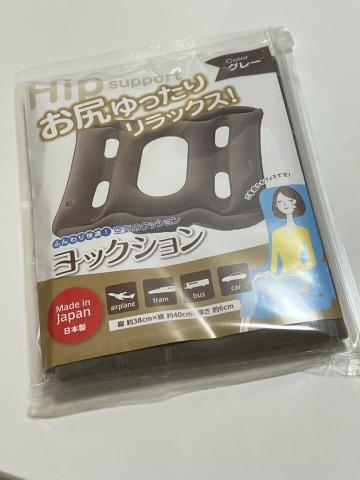 Hip support
Color
グレー
お尻ゆったり
リラックス!
ふんわり快適! 空気のクッション
ヨックション
Made in
Japan
日本製
airplane
train
bus
car
縦 約38cm×横 約40cm×厚さ 約6cm